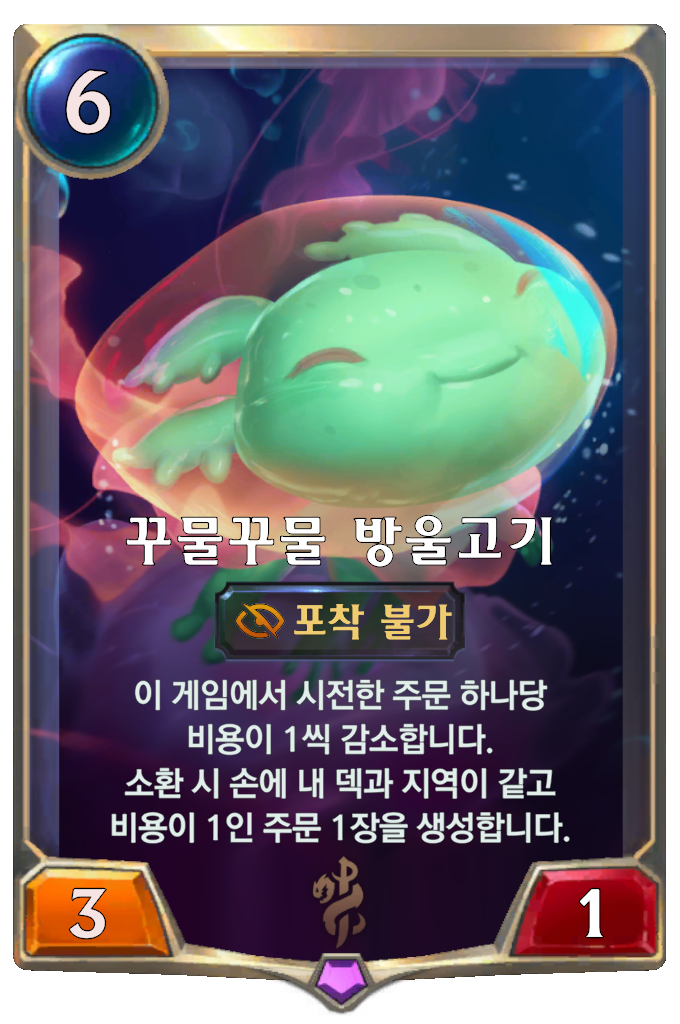 6
꾸물꾸물 방울고기
포착 불가
이 게임에서 시전한 주문 하나당
비용이 1씩 감소합니다.
소환 시 손에 내 덱과 지역이 같고
비용이 1인 주문 1장을 생성합니다.
3
1